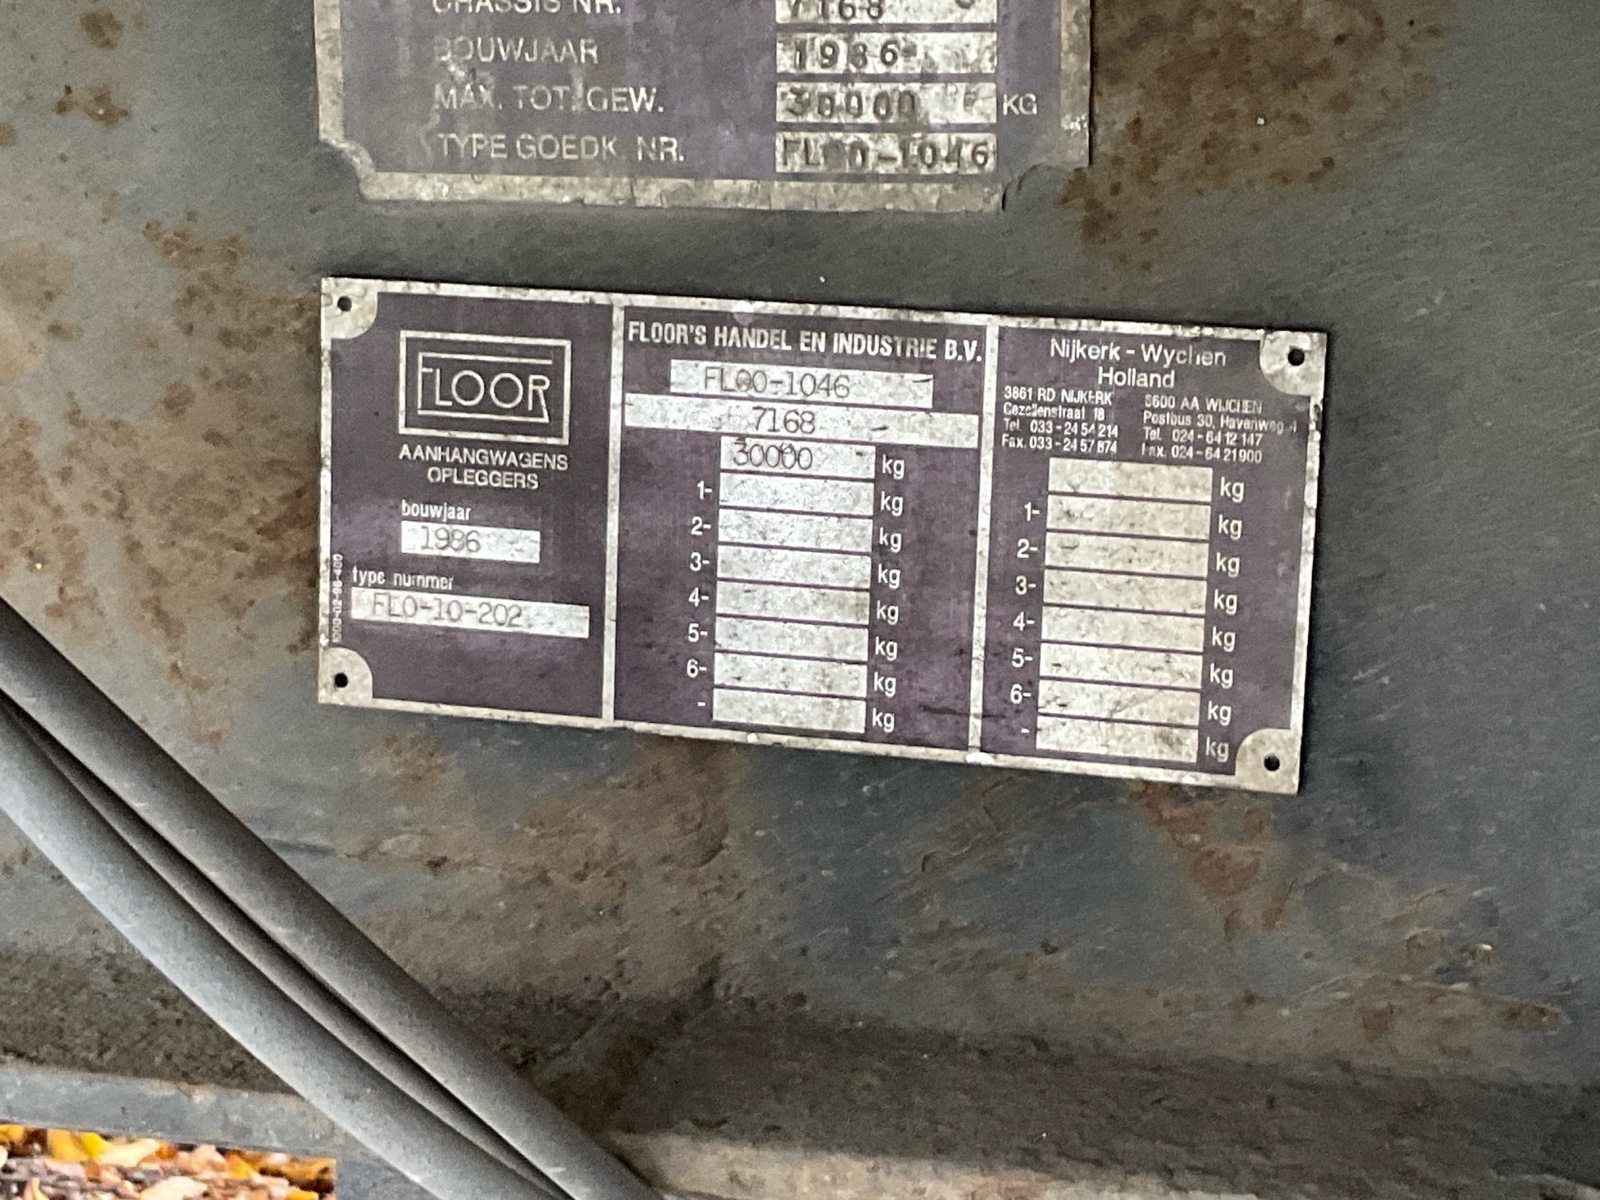 CHASSIS NR. 7168
BOUWJAAR 1986
MAX. TOT. GEW. 30000 KG
TYPE GOEDK. NR. FL00-1046
FLOOR
AANHANGWAGENS
OPLEGGERS
bouwjaar
1986
type nummer
FLO-10-202
FLOOR'S HANDEL EN INDUSTRIE B.V.
FL00-1046
7168
30000 kg
1- kg
2- kg
3- kg
4- kg
5- kg
6- kg
- kg
Nijkerk - Wychen
Holland
3861 RD NIJKERK
Gezellenstraat 18
Tel. 033-2454214
Fax. 033-2457874
6600 AA WIJCHEN
Postbus 30, Havenweg 4
Tel. 024-6412147
Fax. 024-6421900
kg
1- kg
2- kg
3- kg
4- kg
5- kg
6- kg
- kg